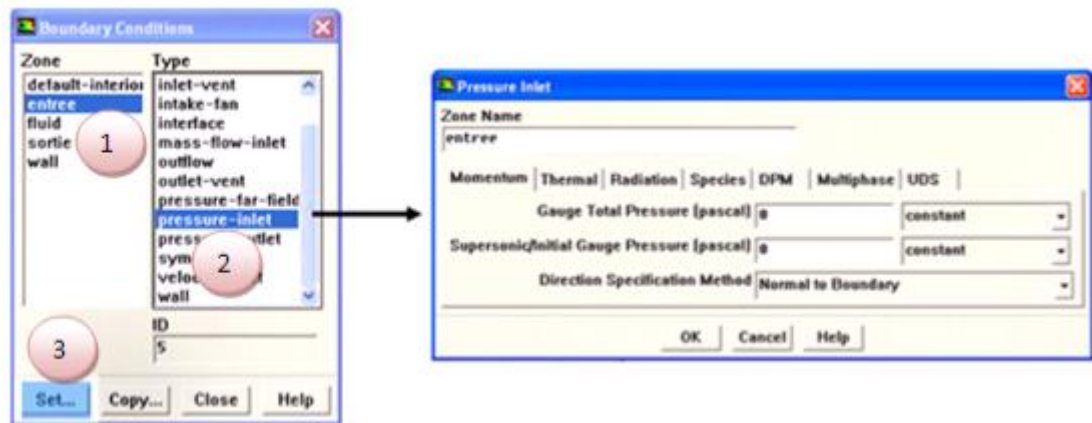 Boundary Conditions
Zone
default-interior
entree
fluid
sortie
wall
1
Type
inlet-vent
intake-fan
interface
mass-flow-inlet
outflow
outlet-vent
pressure-far-field
pressure-inlet
wall
2
ID
5
3
Set... Copy... Close Help
Pressure Inlet
Zone Name
entree
Momentum Thermal Radiation Species DPM Multiphase UDS
Gauge Total Pressure (pascal) 0 constant
Supersonic/Initial Gauge Pressure (pascal) 0 constant
Direction Specification Method Normal to Boundary
OK Cancel Help